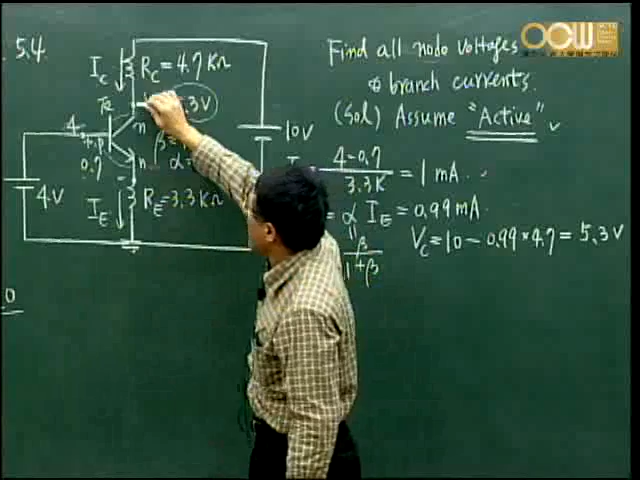 5.4
I_C
R_C = 4.7 KΩ
.3V
n
4
β =
α =
0.7
n
10V
4V
I_E
R_E = 3.3 KΩ
0
Find all node voltages
& branch currents.
(Sol) Assume "Active"
4-0.7
3.3K
= 1 mA
= α I_E = 0.99 mA.
β
1+β
V_C = 10 - 0.99 * 4.7 = 5.3 V
OCW